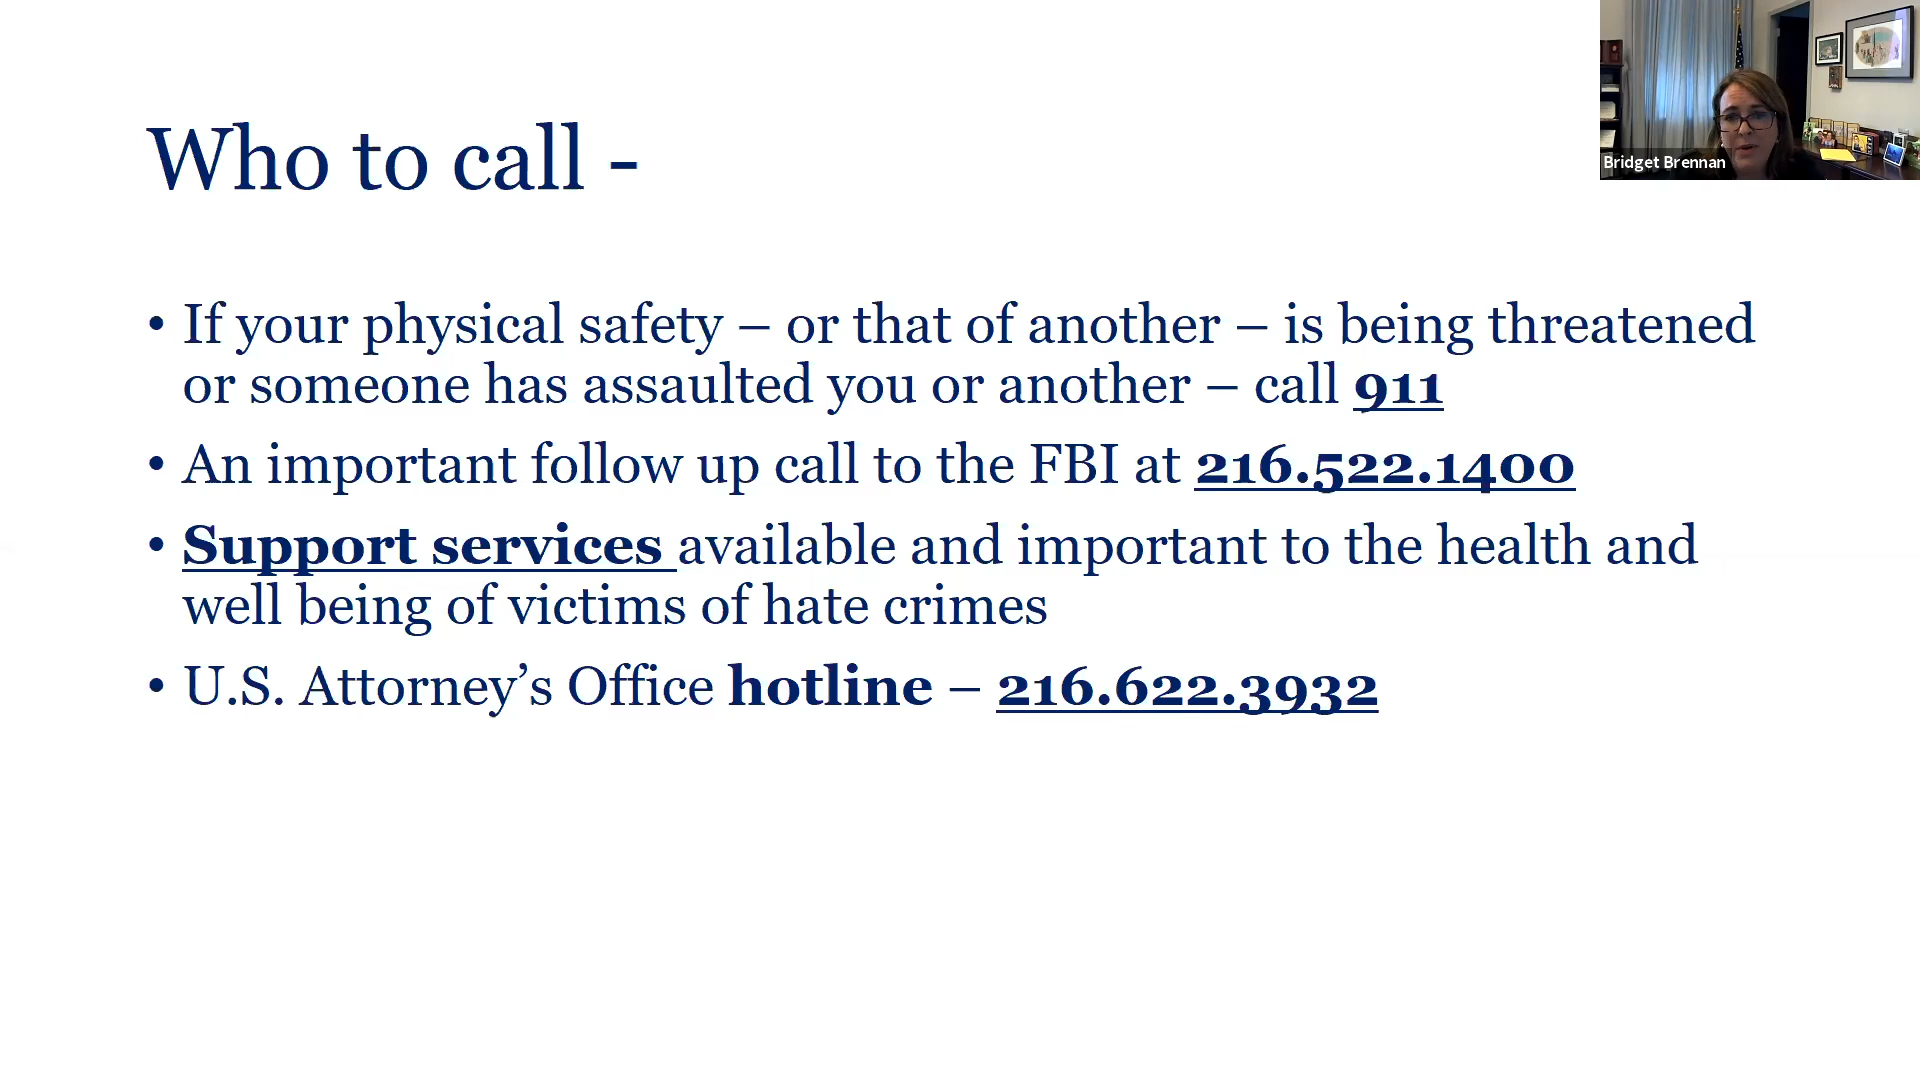 Who to call -
Bridget Brennan
• If your physical safety – or that of another – is being threatened
or someone has assaulted you or another – call 911
• An important follow up call to the FBI at 216.522.1400
• Support services available and important to the health and
well being of victims of hate crimes
• U.S. Attorney’s Office hotline – 216.622.3932